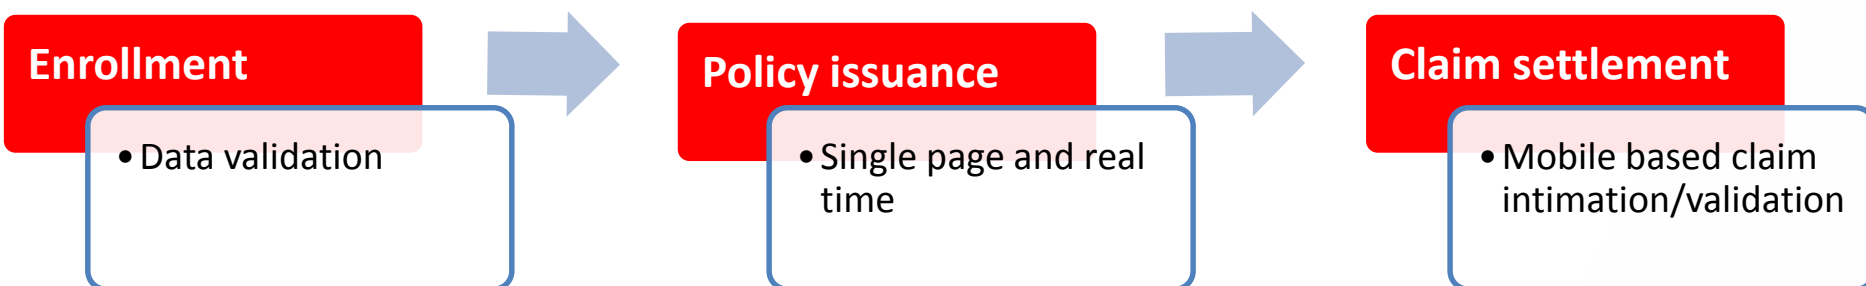 Enrollment
• Data validation
Policy issuance
• Single page and real
time
Claim settlement
• Mobile based claim
intimation/validation